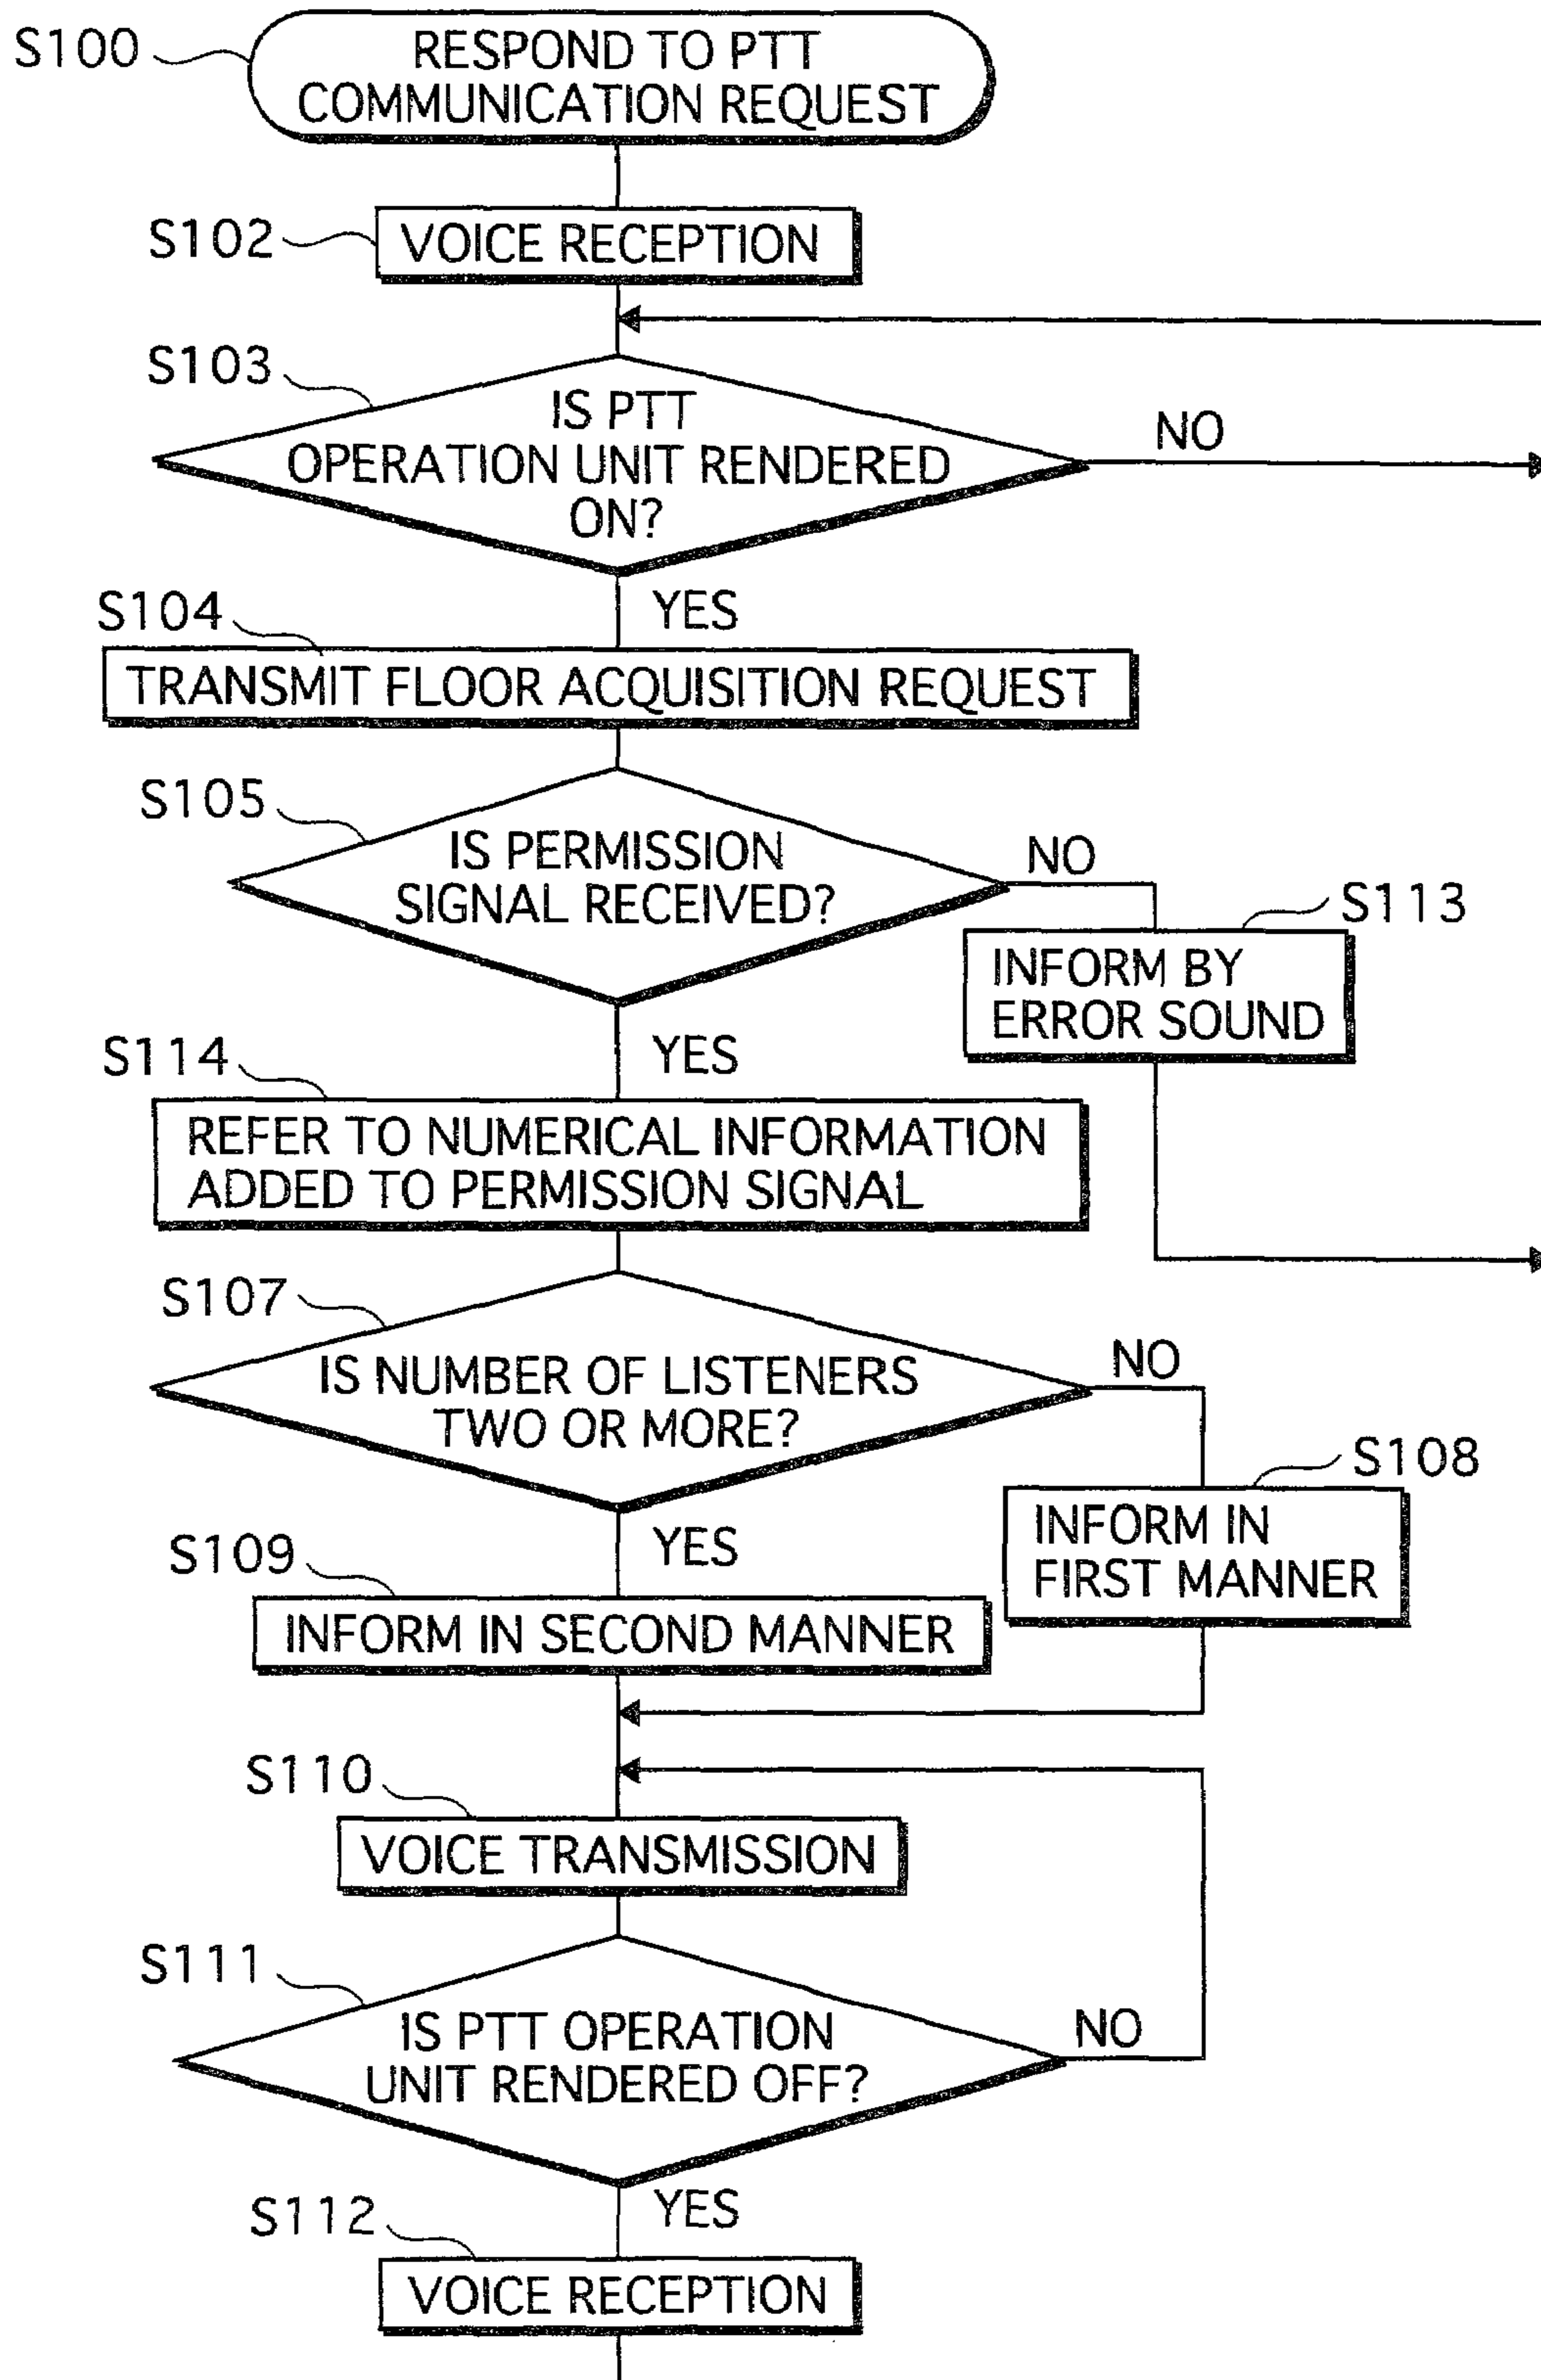 S100
RESPOND TO PTT
COMMUNICATION REQUEST
S102
VOICE RECEPTION
S103
IS PTT
OPERATION UNIT RENDERED
ON?
NO
YES
S104
TRANSMIT FLOOR ACQUISITION REQUEST
S105
IS PERMISSION
SIGNAL RECEIVED?
NO
S113
INFORM BY
ERROR SOUND
YES
S114
REFER TO NUMERICAL INFORMATION
ADDED TO PERMISSION SIGNAL
S107
IS NUMBER OF LISTENERS
TWO OR MORE?
NO
S108
INFORM IN
FIRST MANNER
YES
S109
INFORM IN SECOND MANNER
S110
VOICE TRANSMISSION
S111
IS PTT OPERATION
UNIT RENDERED OFF?
NO
YES
S112
VOICE RECEPTION